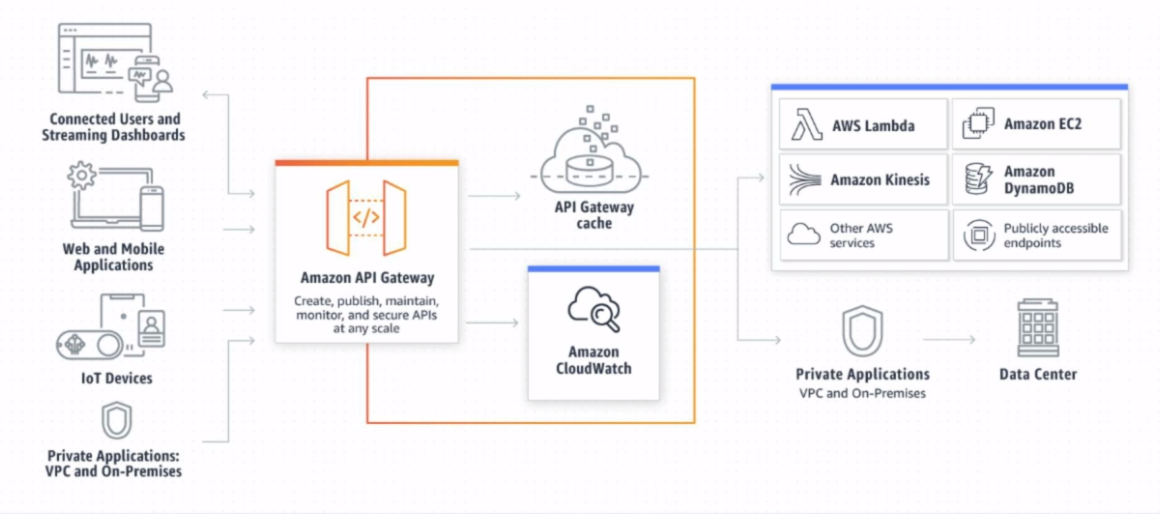 Connected Users and
Streaming Dashboards
Web and Mobile
Applications
IoT Devices
Private Applications:
VPC and On-Premises
</>
Amazon API Gateway
Create, publish, maintain,
monitor, and secure APIs
at any scale
API Gateway
cache
Amazon
CloudWatch
AWS Lambda
Amazon EC2
Amazon Kinesis
Amazon
DynamoDB
Other AWS
services
Publicly accessible
endpoints
Private Applications
VPC and On-Premises
Data Center